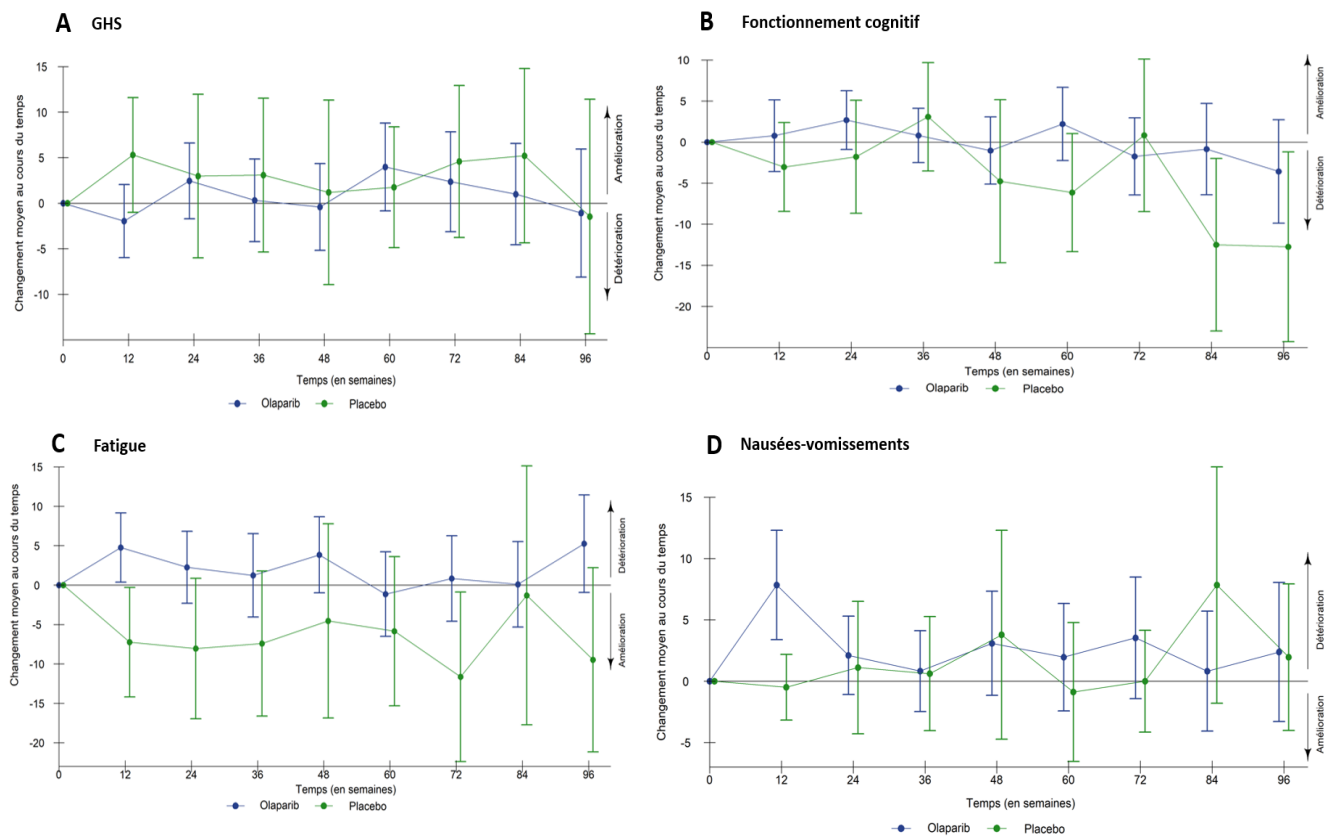 A GHS
Changement moyen au cours du temps
15
10
5
0
-5
-10
0 12 24 36 48 60 72 84 96
Temps (en semaines)
Olaparib Placebo
Amélioration
Détérioration
B Fonctionnement cognitif
Changement moyen au cours du temps
10
5
0
-5
-10
-15
-20
0 12 24 36 48 60 72 84 96
Temps (en semaines)
Olaparib Placebo
Amélioration
Détérioration
C Fatigue
Changement moyen au cours du temps
15
10
5
0
-5
-10
-15
-20
0 12 24 36 48 60 72 84 96
Temps (en semaines)
Olaparib Placebo
Détérioration
Amélioration
D Nausées-vomissements
Changement moyen au cours du temps
15
10
5
0
-5
0 12 24 36 48 60 72 84 96
Temps (en semaines)
Olaparib Placebo
Détérioration
Amélioration